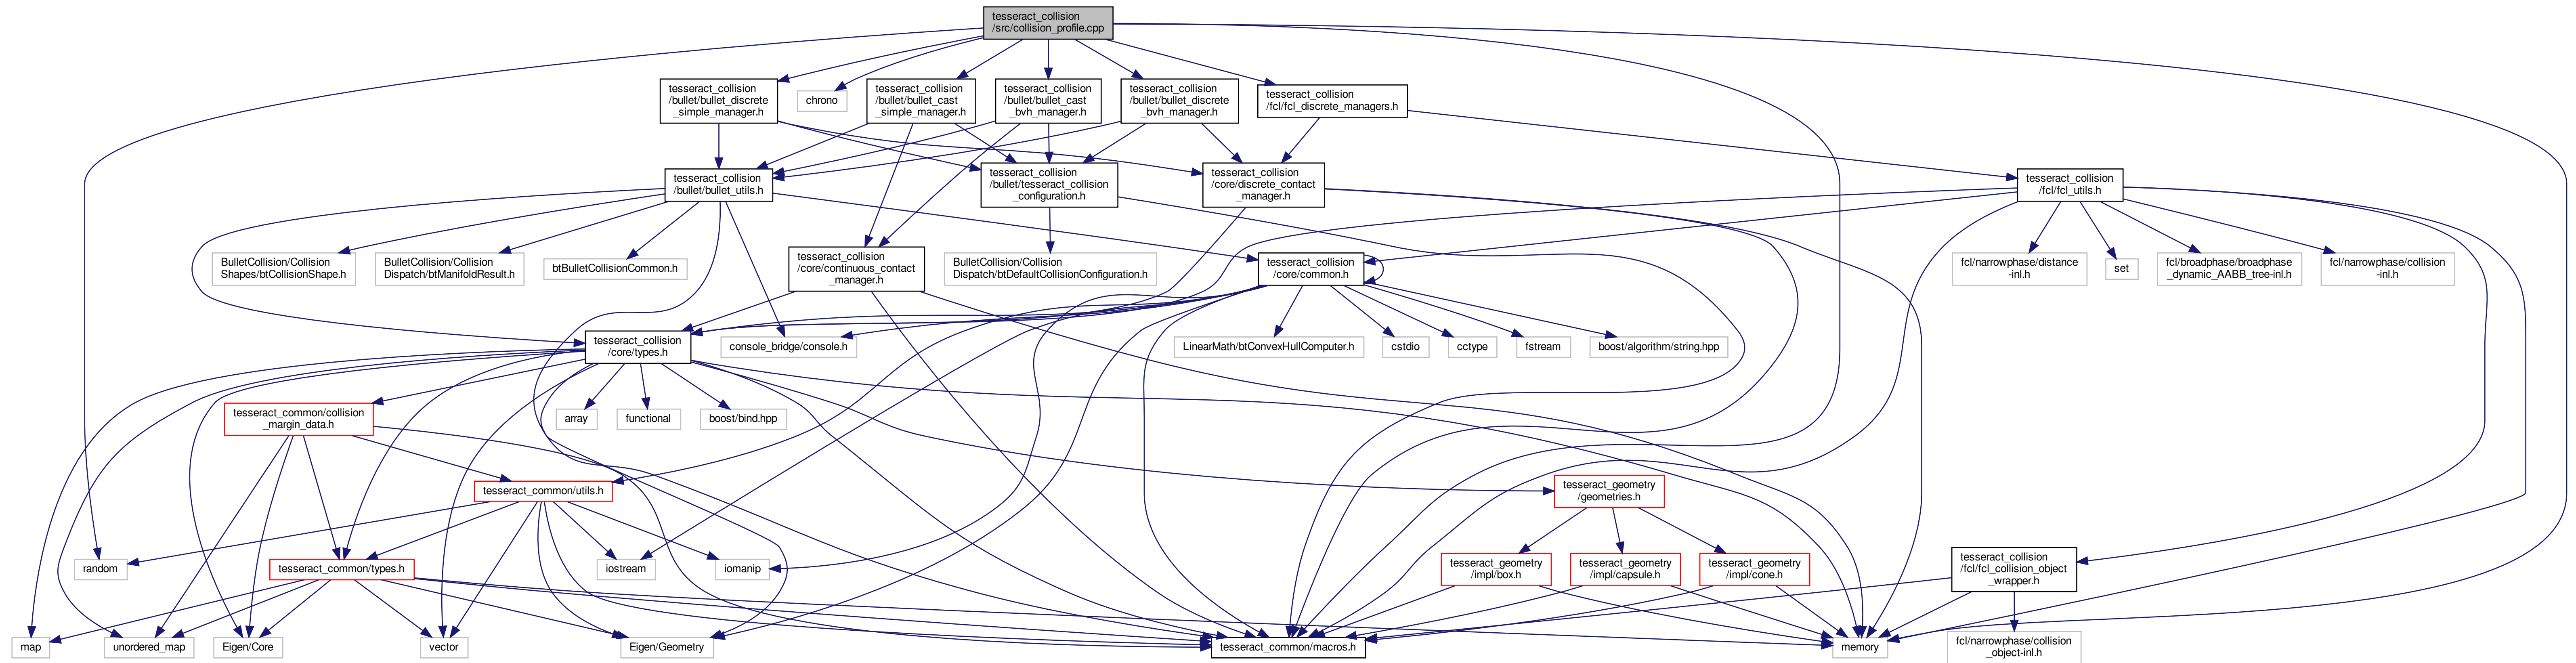 tesseract_collision
/src/collision_profile.cpp
tesseract_collision
/bullet/bullet_discrete
_simple_manager.h
chrono
tesseract_collision
/bullet/bullet_cast
_simple_manager.h
tesseract_collision
/bullet/bullet_cast
_bvh_manager.h
tesseract_collision
/bullet/bullet_discrete
_bvh_manager.h
tesseract_collision
/fcl/fcl_discrete_managers.h
tesseract_collision
/bullet/bullet_utils.h
tesseract_collision
/bullet/tesseract_collision
_configuration.h
tesseract_collision
/core/discrete_contact
_manager.h
tesseract_collision
/fcl/fcl_utils.h
BulletCollision/Collision
Shapes/btCollisionShape.h
BulletCollision/Collision
Dispatch/btManifoldResult.h
btBulletCollisionCommon.h
tesseract_collision
/core/continuous_contact
_manager.h
BulletCollision/Collision
Dispatch/btDefaultCollisionConfiguration.h
tesseract_collision
/core/common.h
fcl/narrowphase/distance
-inl.h
set
fcl/broadphase/broadphase
_dynamic_AABB_tree-inl.h
fcl/narrowphase/collision
-inl.h
tesseract_collision
/core/types.h
console_bridge/console.h
LinearMath/btConvexHullComputer.h
cstdio
cctype
fstream
boost/algorithm/string.hpp
tesseract_common/collision
_margin_data.h
array
functional
boost/bind.hpp
tesseract_common/utils.h
tesseract_geometry
/geometries.h
random
tesseract_common/types.h
iostream
iomanip
tesseract_geometry
/impl/box.h
tesseract_geometry
/impl/capsule.h
tesseract_geometry
/impl/cone.h
tesseract_collision
/fcl/fcl_collision_object
_wrapper.h
map
unordered_map
Eigen/Core
vector
Eigen/Geometry
tesseract_common/macros.h
memory
fcl/narrowphase/collision
_object-inl.h